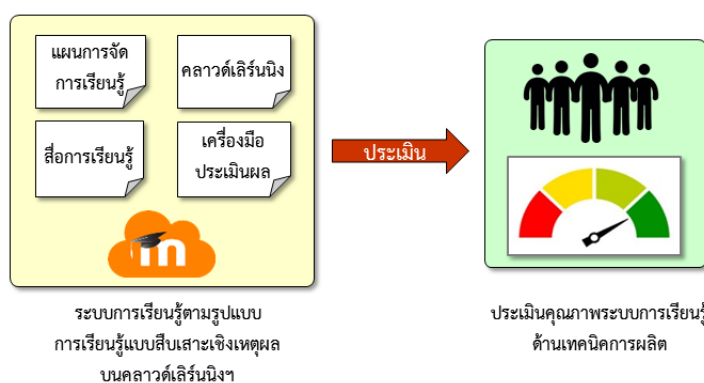 แผนการจัด
การเรียนรู้
คลาวด์เลิร์นนิง
สื่อการเรียนรู้
เครื่องมือ
ประเมินผล
ประเมิน
ระบบการเรียนรู้ตามรูปแบบ
การเรียนรู้แบบสืบเสาะเชิงเหตุผล
บนคลาวด์เลิร์นนิงฯ
ประเมินคุณภาพระบบการเรียนรู้
ด้านเทคนิคการผลิต